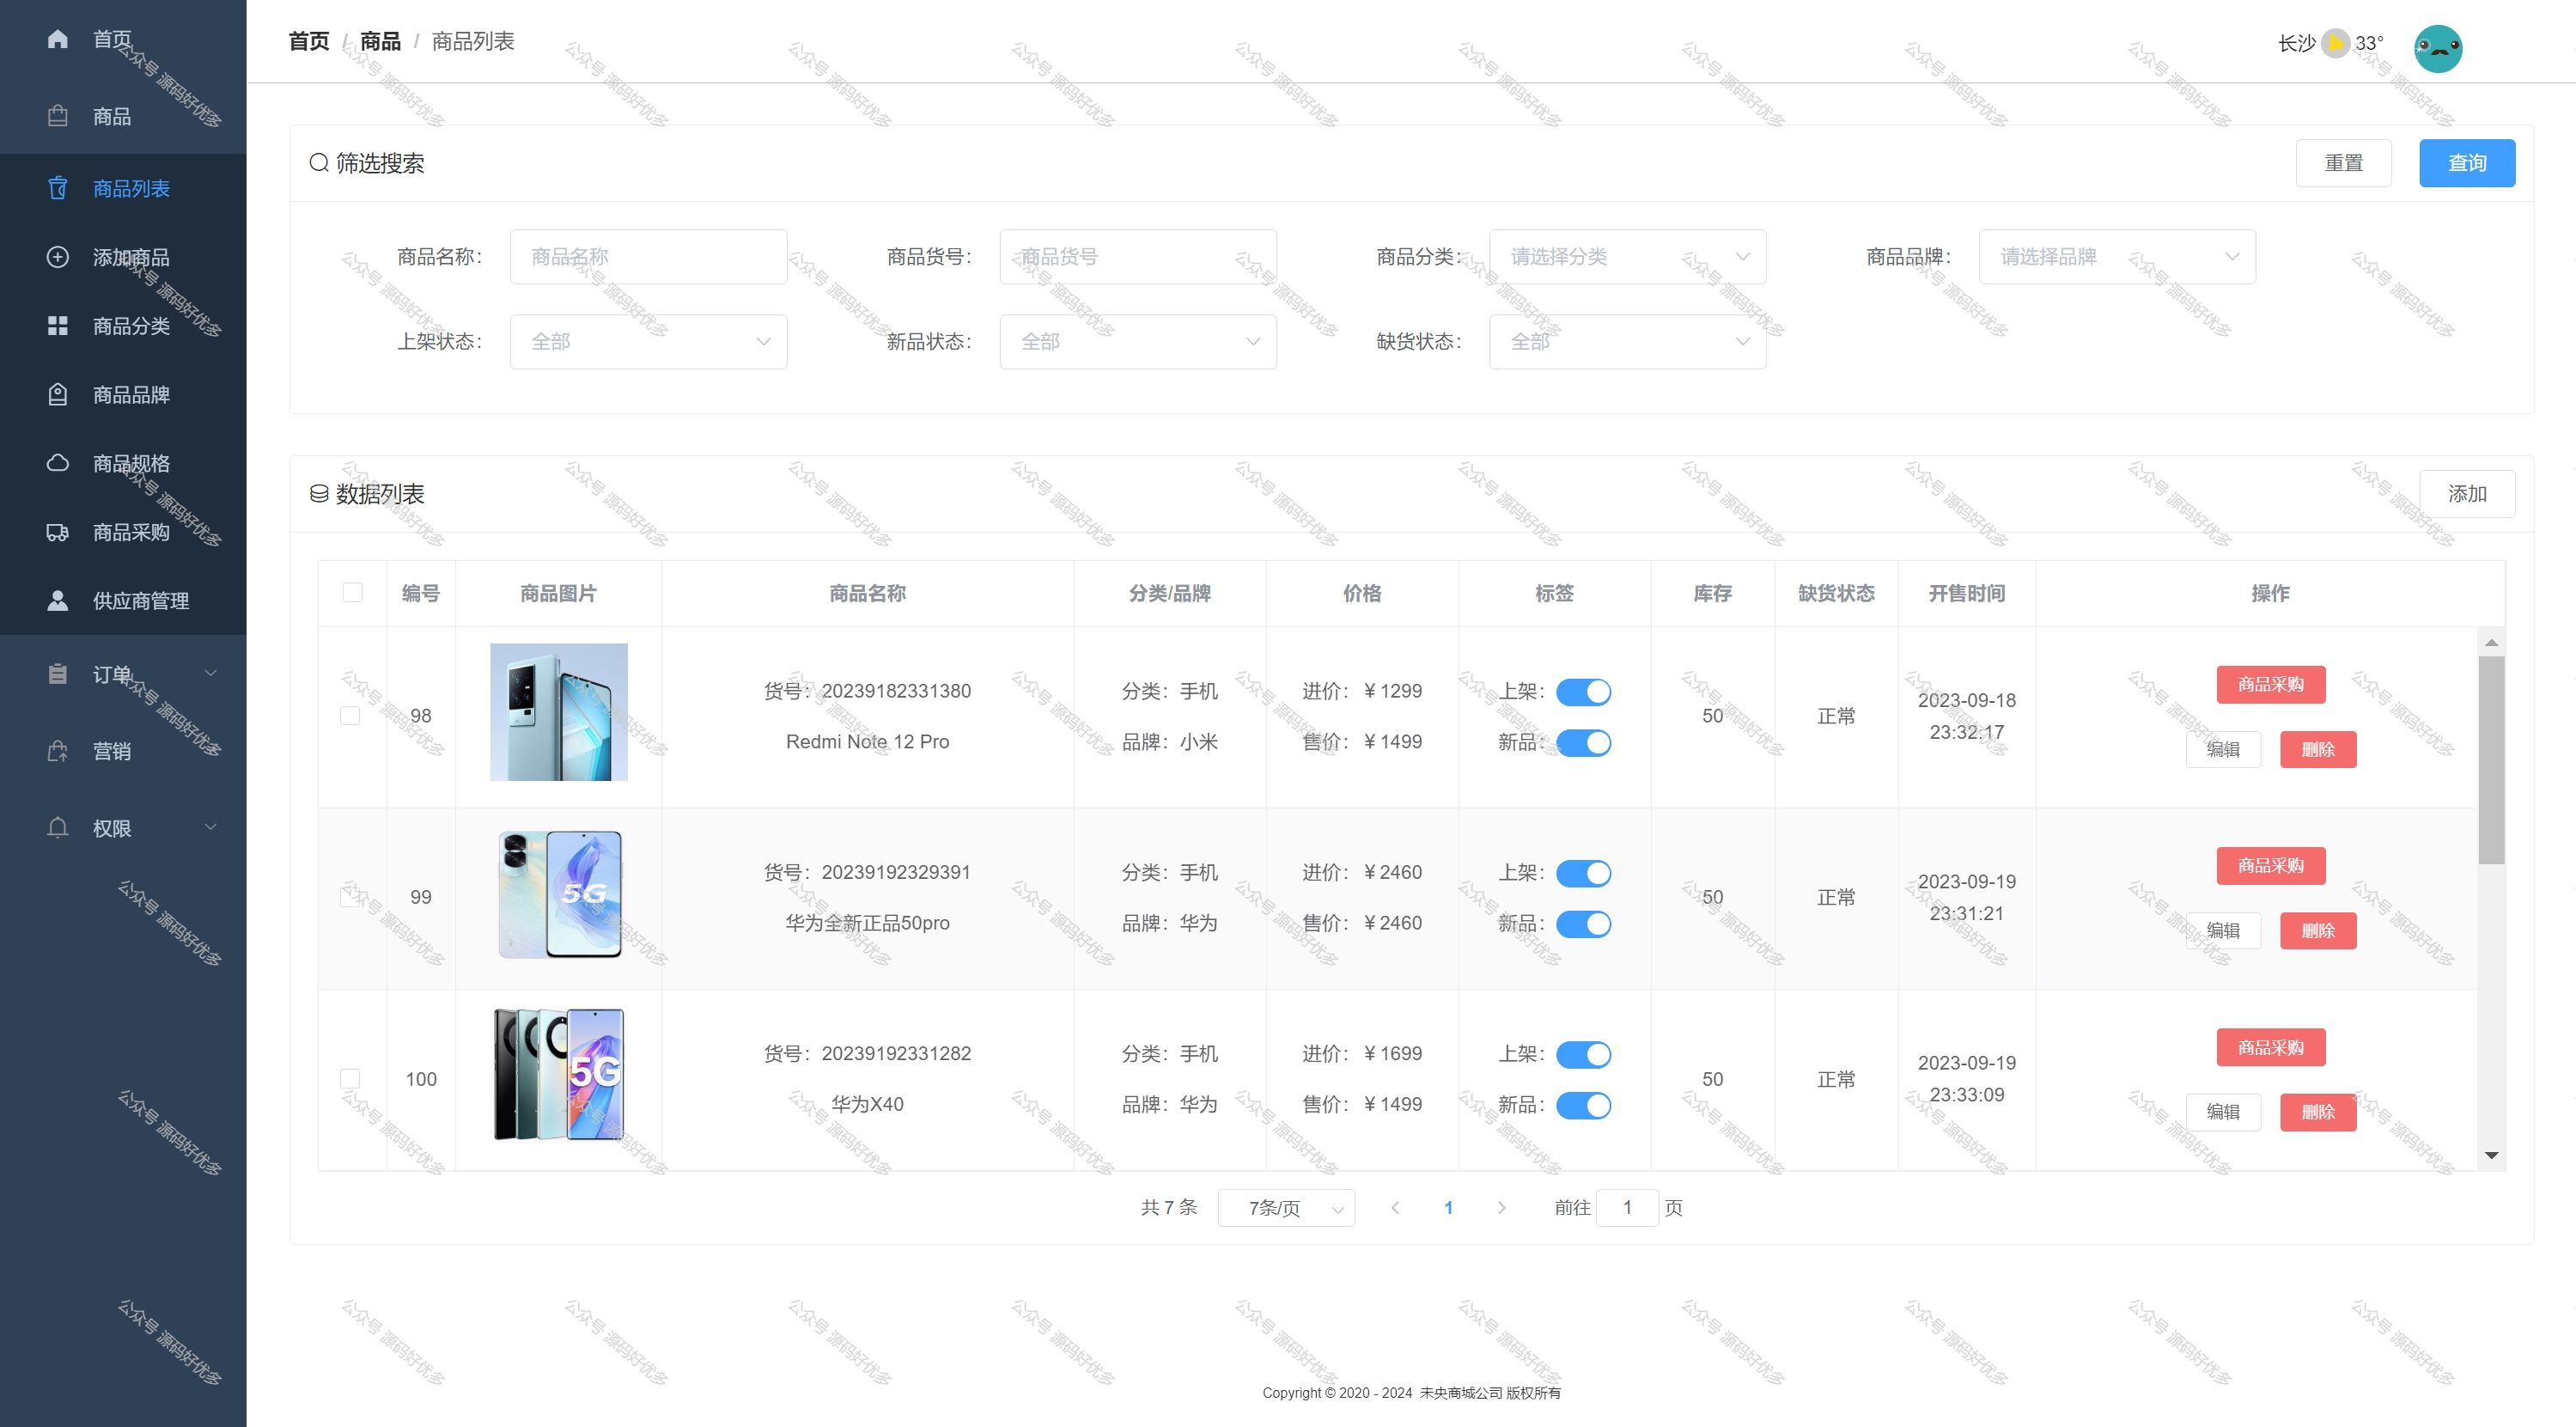 首页
商品
商品列表
添加商品
商品分类
商品品牌
商品规格
商品采购
供应商管理
订单
营销
权限
首页 / 商品 / 商品列表
长沙 33°
筛选搜索
重置 查询
商品名称： 商品名称 商品货号： 商品货号 商品分类： 请选择分类 商品品牌： 请选择品牌
上架状态： 全部 新品状态： 全部 缺货状态： 全部
数据列表
添加
编号 商品图片 商品名称 分类/品牌 价格 标签 库存 缺货状态 开售时间 操作
98
货号：20239182331380
Redmi Note 12 Pro
分类：手机
品牌：小米
进价：￥1299
售价：￥1499
上架：
新品：
50
正常
2023-09-18
23:32:17
商品采购
编辑 删除
99
5G
货号：20239192329391
华为全新正品50pro
分类：手机
品牌：华为
进价：￥2460
售价：￥2460
上架：
新品：
50
正常
2023-09-19
23:31:21
商品采购
编辑 删除
100
5G
货号：20239192331282
华为X40
分类：手机
品牌：华为
进价：￥1699
售价：￥1499
上架：
新品：
50
正常
2023-09-19
23:33:09
商品采购
编辑 删除
共 7 条 7条/页 1 前往 1 页
Copyright © 2020 - 2024 未央商城公司 版权所有
公众号 源码好优多